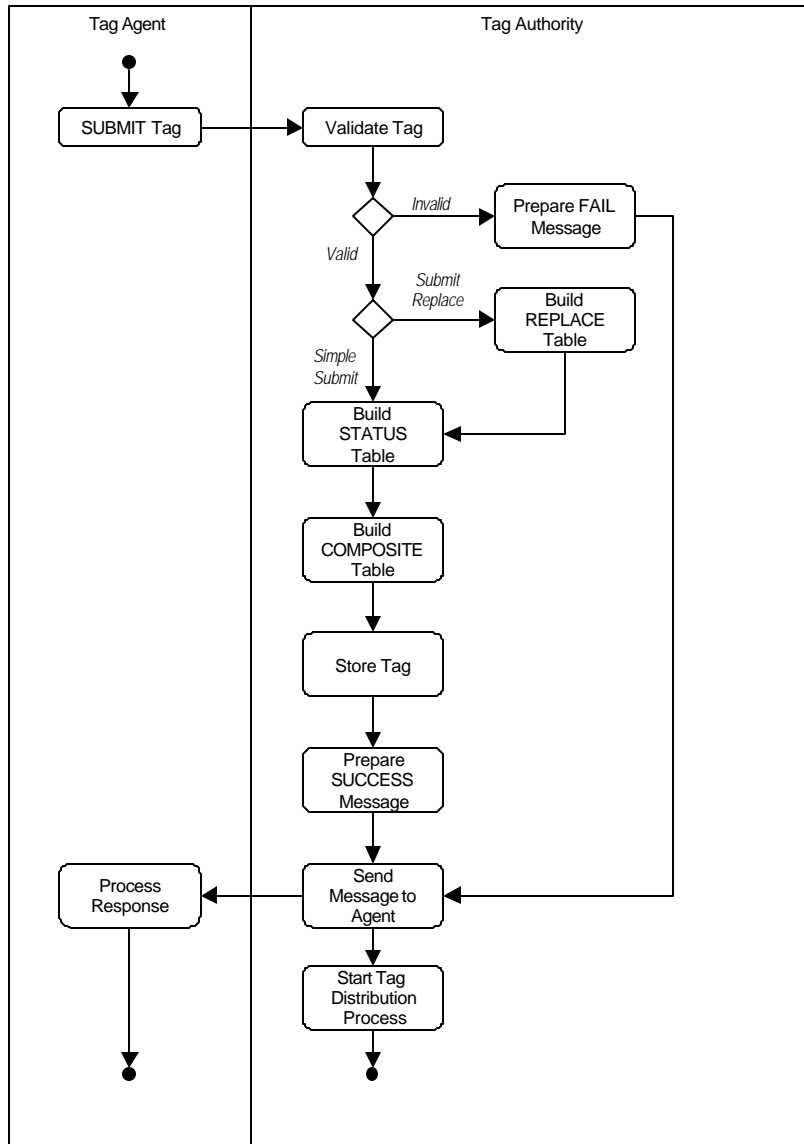 Tag Agent
Tag Authority
SUBMIT Tag
Validate Tag
Invalid
Prepare FAIL
Message
Valid
Submit
Replace
Build
REPLACE
Table
Simple
Submit
Build
STATUS
Table
Build
COMPOSITE
Table
Store Tag
Prepare
SUCCESS
Message
Process
Response
Send
Message to
Agent
Start Tag
Distribution
Process